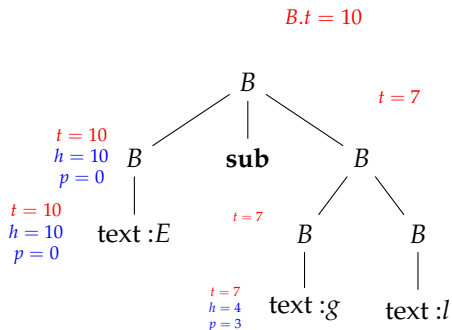 B.t = 10
B
t = 7
t = 10
h = 10
p = 0
B
sub
B
t = 10
h = 10
p = 0
text :E
t = 7
B
B
t = 7
h = 4
p = 3
text :g
text :l